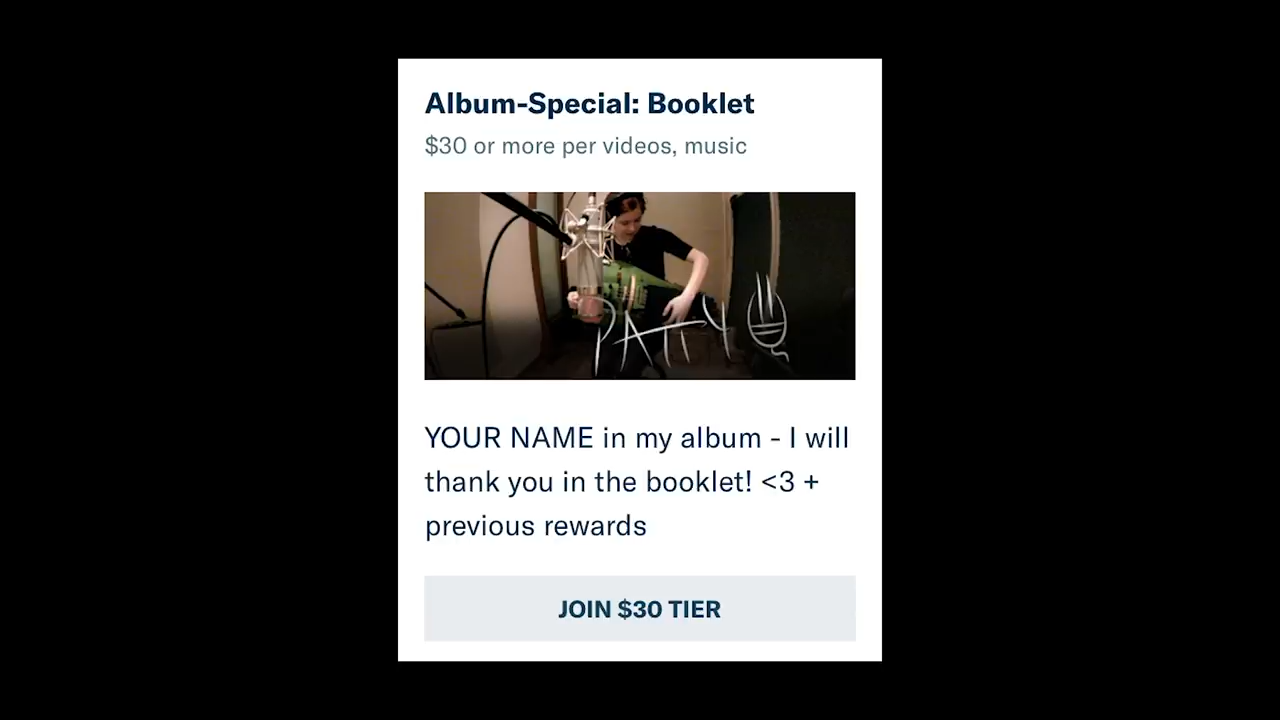 Album-Special: Booklet
$30 or more per videos, music
PATTY
YOUR NAME in my album - I will
thank you in the booklet! <3 +
previous rewards
JOIN $30 TIER